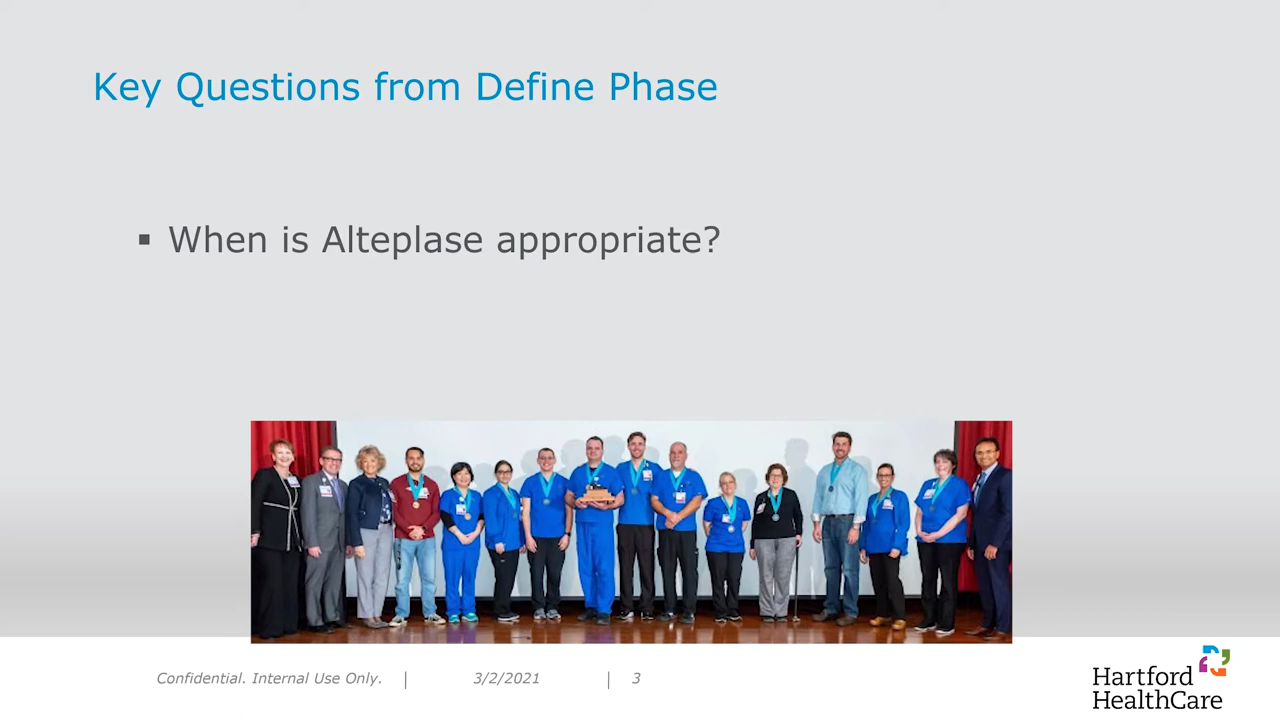 Key Questions from Define Phase
▪ When is Alteplase appropriate?
Confidential. Internal Use Only. | 3/2/2021 | 3
Hartford
HealthCare